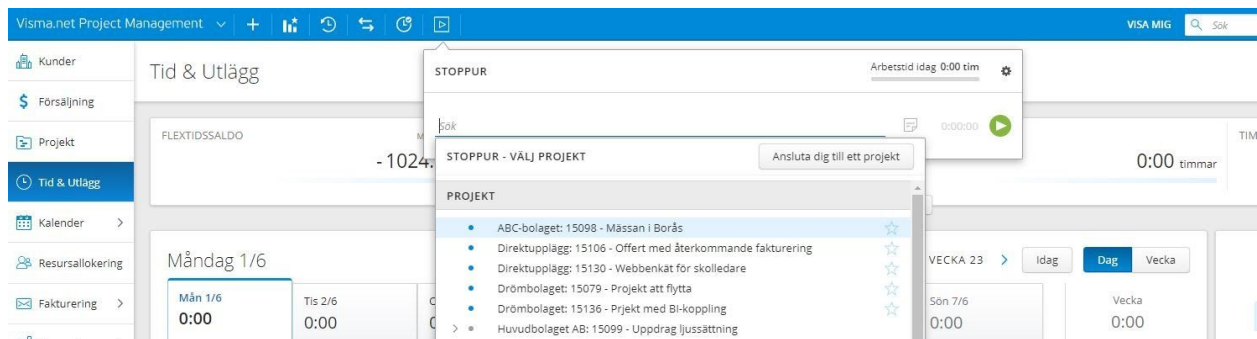 Visma.net Project Management
VISA MIG
Sök
Kunder
Försäljning
Projekt
Tid & Utlägg
Kalender
Resursallokering
Fakturering
Tid & Utlägg
FLEXTIDSSALDO
- 1024.
STOPPUR
Arbetstid idag 0:00 tim
Sök
0:00:00
STOPPUR - VÄLJ PROJEKT
Ansluta dig till ett projekt
PROJEKT
ABC-bolaget: 15098 - Mässan i Borås
Direktupplägg: 15106 - Offert med återkommande fakturering
Direktupplägg: 15130 - Webbenkät för skolledare
Drömbolaget: 15079 - Projekt att flytta
Drömbolaget: 15136 - Prjekt med BI-koppling
Huvudbolaget AB: 15099 - Uppdrag ljussättning
0:00 timmar
TIM
Måndag 1/6
VECKA 23
Idag
Dag
Vecka
Mån 1/6
0:00
Tis 2/6
0:00
Sön 7/6
0:00
Vecka
0:00